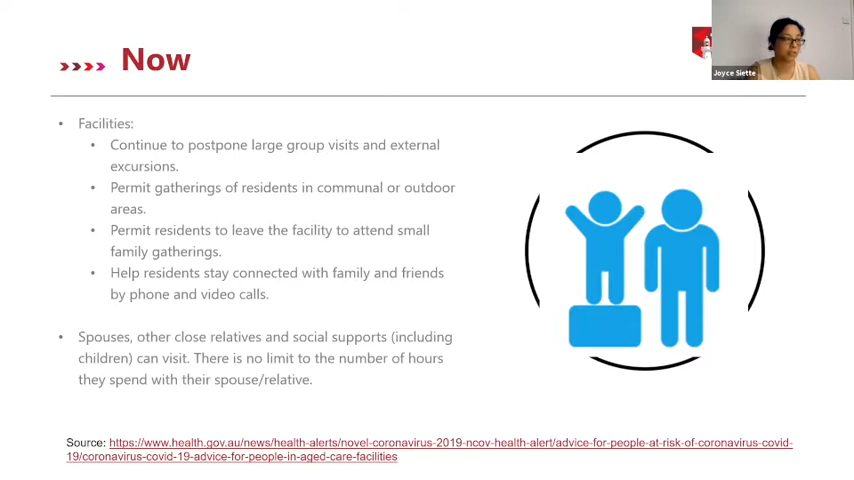 Now
Joyce Siette
• Facilities:
• Continue to postpone large group visits and external
excursions.
• Permit gatherings of residents in communal or outdoor
areas.
• Permit residents to leave the facility to attend small
family gatherings.
• Help residents stay connected with family and friends
by phone and video calls.
• Spouses, other close relatives and social supports (including
children) can visit. There is no limit to the number of hours
they spend with their spouse/relative.
Source: https://www.health.gov.au/news/health-alerts/novel-coronavirus-2019-ncov-health-alert/advice-for-people-at-risk-of-coronavirus-covid-
19/coronavirus-covid-19-advice-for-people-in-aged-care-facilities